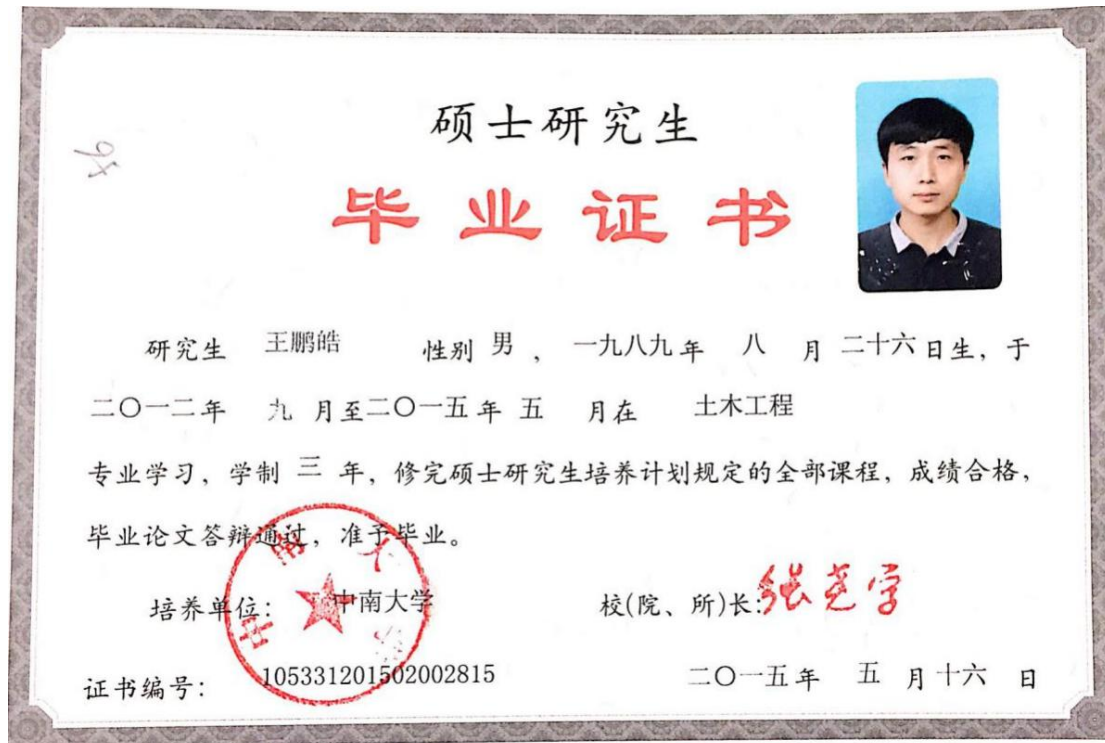 硕士研究生
毕业证书
研究生 王鹏皓 性别 男 , 一九八九 年 八 月 二十六 日生, 于
二〇一二 年 九 月至 二〇一五 年 五 月在 土木工程
专业学习, 学制 三 年, 修完硕士研究生培养计划规定的全部课程, 成绩合格,
毕业论文答辩通过, 准予毕业。
培养单位: 中南大学 校(院、所)长: 张尧学
中南大学
证书编号: 105331201502002815 二〇一五 年 五 月 十六 日